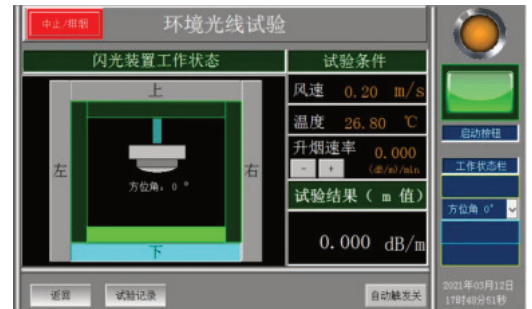 中止/排烟
环境光线试验
闪光装置工作状态
试验条件
上
左
右
方位角: 0 °
下
风速 0.20 m/s
温度 26.80 ℃
升烟速率 0.000
- + (dB/m)/min
试验结果 ( m 值)
0.000 dB/m
启动按钮
工作状态栏
方位角 0°
返回
试验记录
自动触发关
2021年03月12日
17时48分51秒